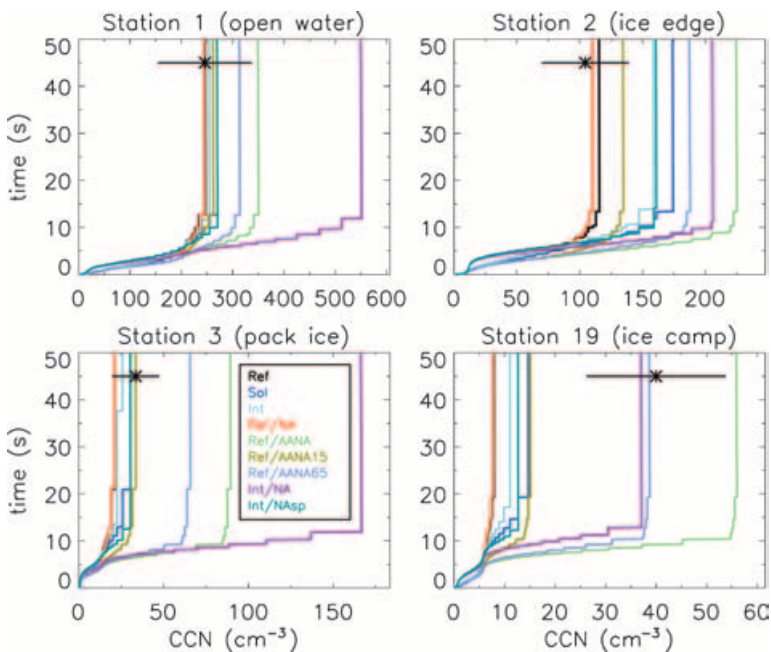 Station 1 (open water)
Station 2 (ice edge)
50
40
30
20
10
0
time (s)
0 100 200 300 400 500 600
50
40
30
20
10
0
time (s)
0 50 100 150 200
Station 3 (pack ice)
Station 19 (ice camp)
50
40
30
20
10
0
time (s)
Ref
Sol
Int
Ref/NA
Ref/AANA
Ref/AANA15
Ref/AANA65
Int/NA
Int/NAsp
0 50 100 150
CCN (cm⁻³)
50
40
30
20
10
0
time (s)
0 10 20 30 40 50 60
CCN (cm⁻³)